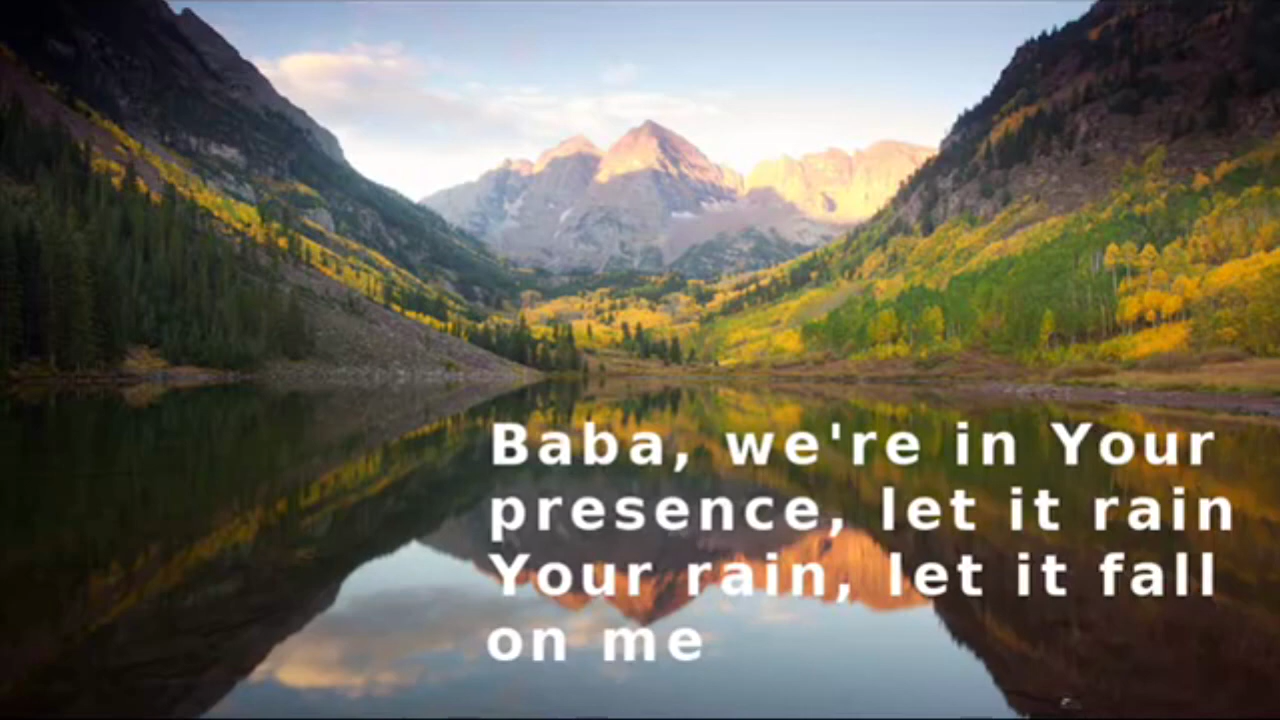 Baba, we're in Your
presence, let it rain
Your rain, let it fall
on me